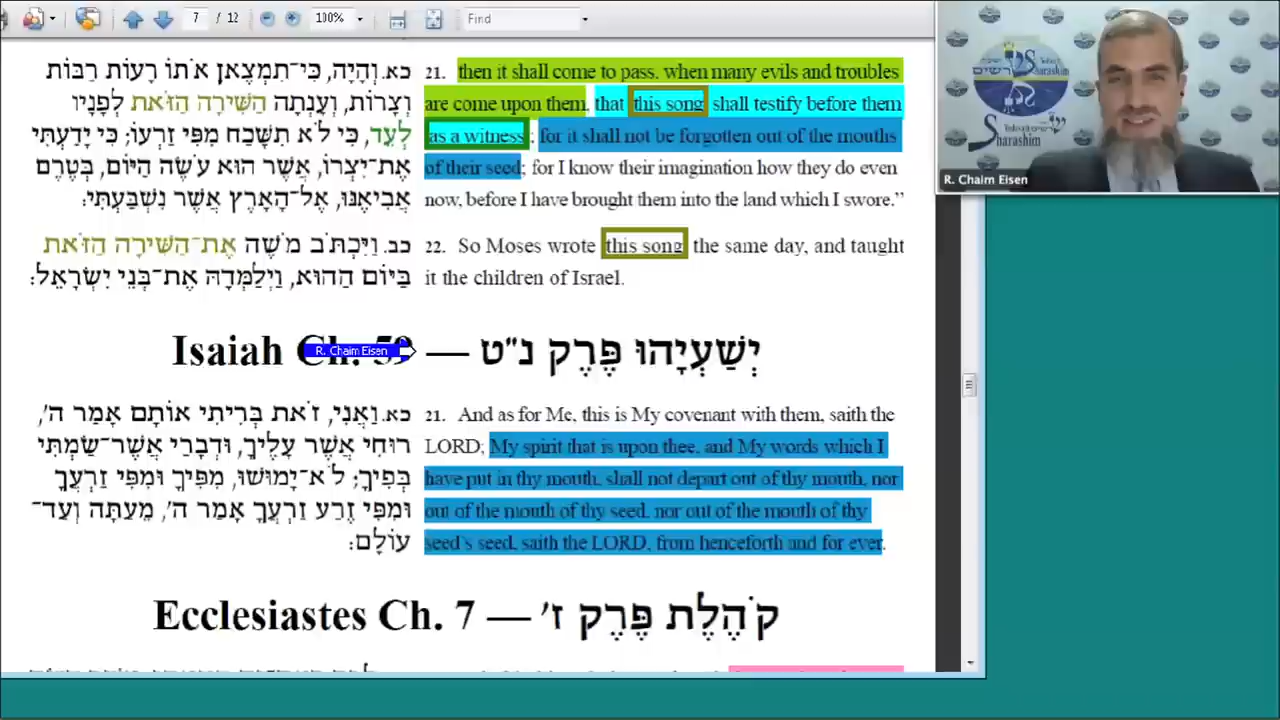 7 / 12
100%
Find
כא. וְהָיָה, כִּי־תִמְצֶאןָ אֹתוֹ רָעוֹת רַבּוֹת
וְצָרוֹת, וְעָנְתָה הַשִּׁירָה הַזֹּאת לְפָנָיו
לְעֵד, כִּי לֹא תִשָּׁכַח מִפִּי זַרְעוֹ; כִּי יָדַעְתִּי
אֶת־יִצְרוֹ, אֲשֶׁר הוּא עֹשֶׂה הַיּוֹם, בְּטֶרֶם
אֲבִיאֶנּוּ, אֶל־הָאָרֶץ אֲשֶׁר נִשְׁבַּעְתִּי:
21. then it shall come to pass, when many evils and troubles
are come upon them, that this song shall testify before them
as a witness; for it shall not be forgotten out of the mouths
of their seed; for I know their imagination how they do even
now, before I have brought them into the land which I swore.”
כב. וַיִּכְתֹּב מֹשֶׁה אֶת־הַשִּׁירָה הַזֹּאת
בַּיּוֹם הַהוּא, וַיְלַמְּדָהּ אֶת־בְּנֵי יִשְׂרָאֵל:
22. So Moses wrote this song the same day, and taught
it the children of Israel.
Isaiah Ch. 59 — יְשַׁעְיָהוּ פֶּרֶק נ"ט
R. Chaim Eisen
כא. וַאֲנִי, זֹאת בְּרִיתִי אוֹתָם אָמַר ה',
רוּחִי אֲשֶׁר עָלֶיךָ, וּדְבָרַי אֲשֶׁר־שַׂמְתִּי
בְּפִיךָ; לֹא־יָמוּשׁוּ, מִפִּיךָ וּמִפִּי זַרְעֲךָ
וּמִפִּי זֶרַע זַרְעֲךָ אָמַר ה', מֵעַתָּה וְעַד־
עוֹלָם:
21. And as for Me, this is My covenant with them, saith the
LORD; My spirit that is upon thee, and My words which I
have put in thy mouth, shall not depart out of thy mouth, nor
out of the mouth of thy seed, nor out of the mouth of thy
seed’s seed, saith the LORD, from henceforth and for ever.
Ecclesiastes Ch. 7 — קֹהֶלֶת פֶּרֶק ז'
Sharashim
R. Chaim Eisen